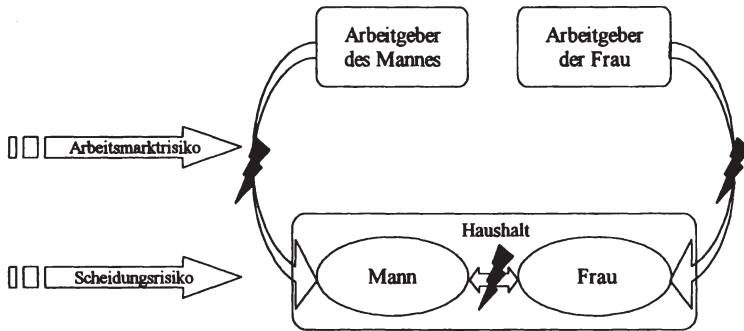 Arbeitgeber
des Mannes
Arbeitgeber
der Frau
Arbeitsmarktrisiko
Haushalt
Scheidungsrisiko
Mann
Frau